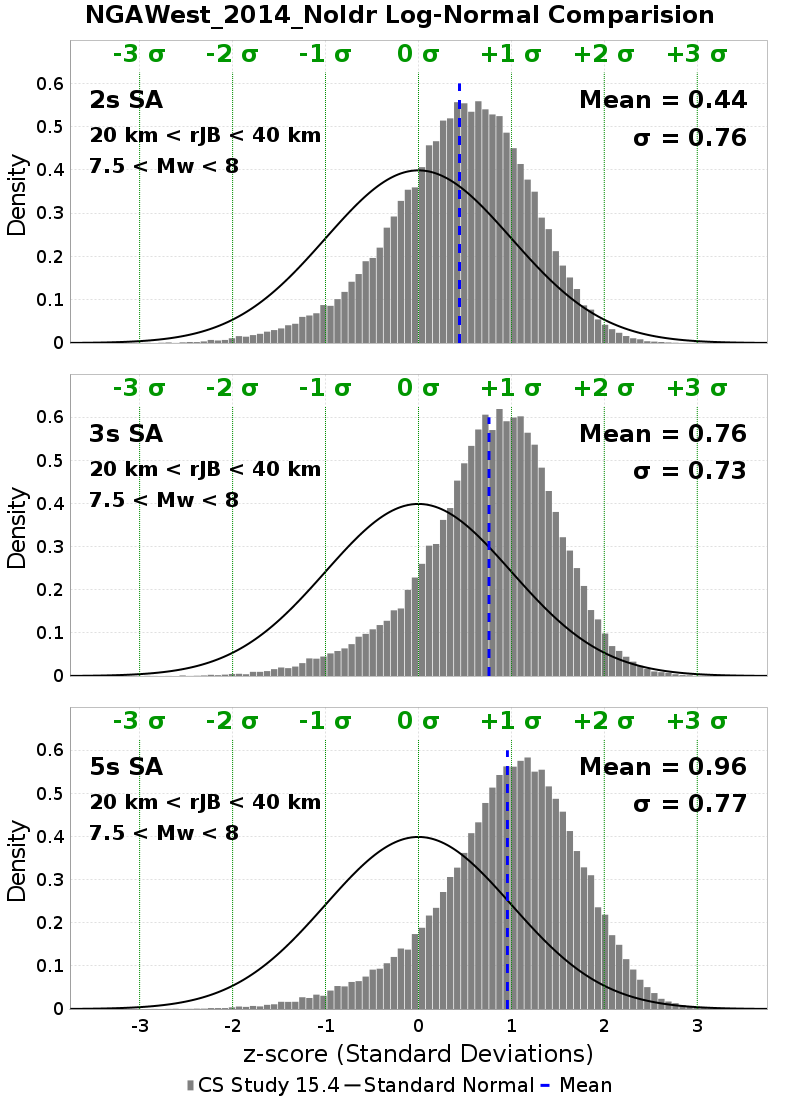 NGAWest_2014_NoIdr Log-Normal Comparision
-3 σ -2 σ -1 σ 0 σ +1 σ +2 σ +3 σ
2s SA Mean = 0.44
20 km < rJB < 40 km σ = 0.76
7.5 < Mw < 8
0.6
0.5
0.4
0.3
0.2
0.1
0
Density
-3 σ -2 σ -1 σ 0 σ +1 σ +2 σ +3 σ
3s SA Mean = 0.76
20 km < rJB < 40 km σ = 0.73
7.5 < Mw < 8
0.6
0.5
0.4
0.3
0.2
0.1
0
Density
-3 σ -2 σ -1 σ 0 σ +1 σ +2 σ +3 σ
5s SA Mean = 0.96
20 km < rJB < 40 km σ = 0.77
7.5 < Mw < 8
0.6
0.5
0.4
0.3
0.2
0.1
0
Density
-3 -2 -1 0 1 2 3
z-score (Standard Deviations)
CS Study 15.4 Standard Normal Mean